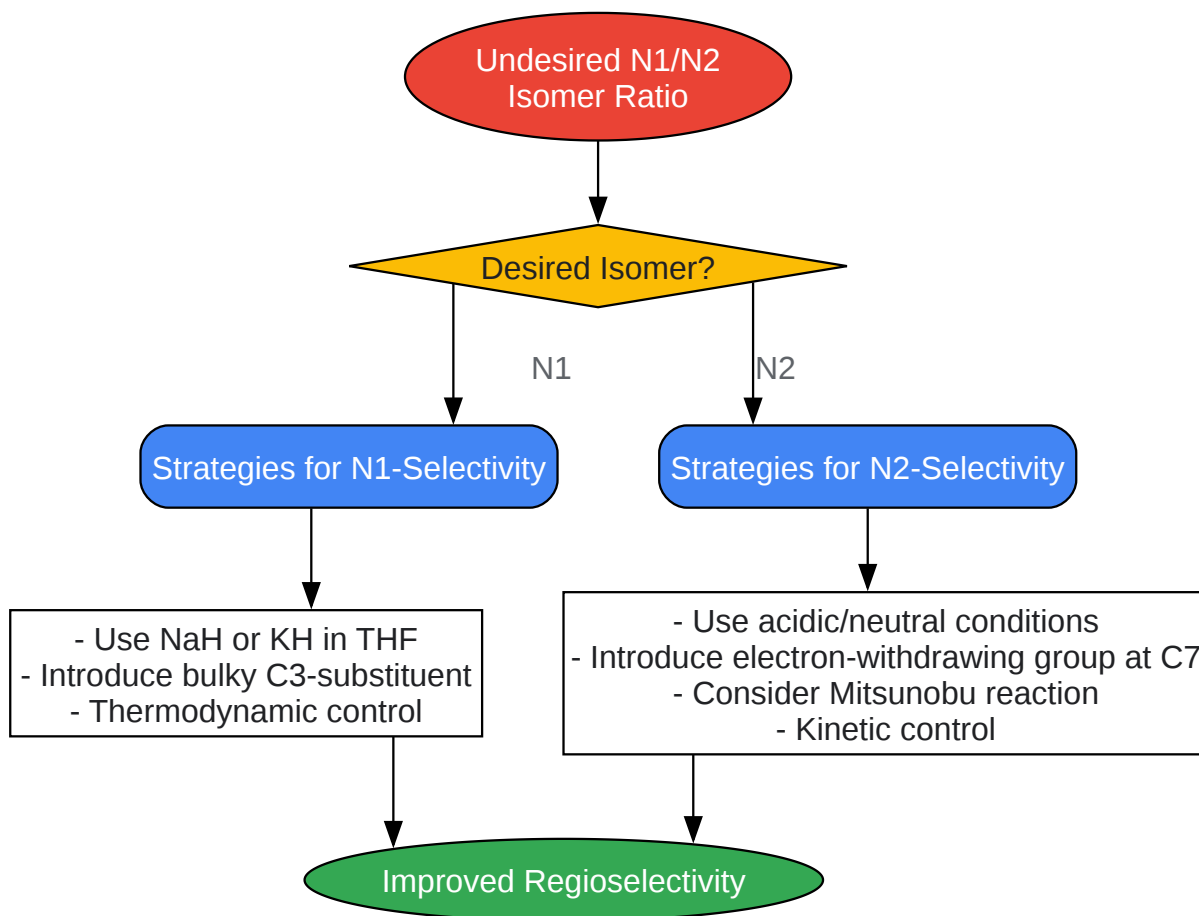 Undesired N1/N2
Isomer Ratio
Desired Isomer?
N1
N2
Strategies for N1-Selectivity
Strategies for N2-Selectivity
- Use NaH or KH in THF
- Introduce bulky C3-substituent
- Thermodynamic control
- Use acidic/neutral conditions
- Introduce electron-withdrawing group at C7
- Consider Mitsunobu reaction
- Kinetic control
Improved Regioselectivity